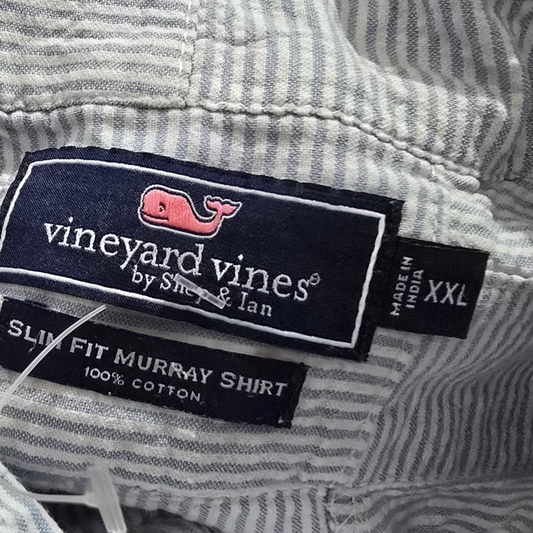 vineyard vines®
by Shep & Ian
MADE IN
INDIA
XXL
SLIM FIT MURRAY SHIRT
100% COTTON